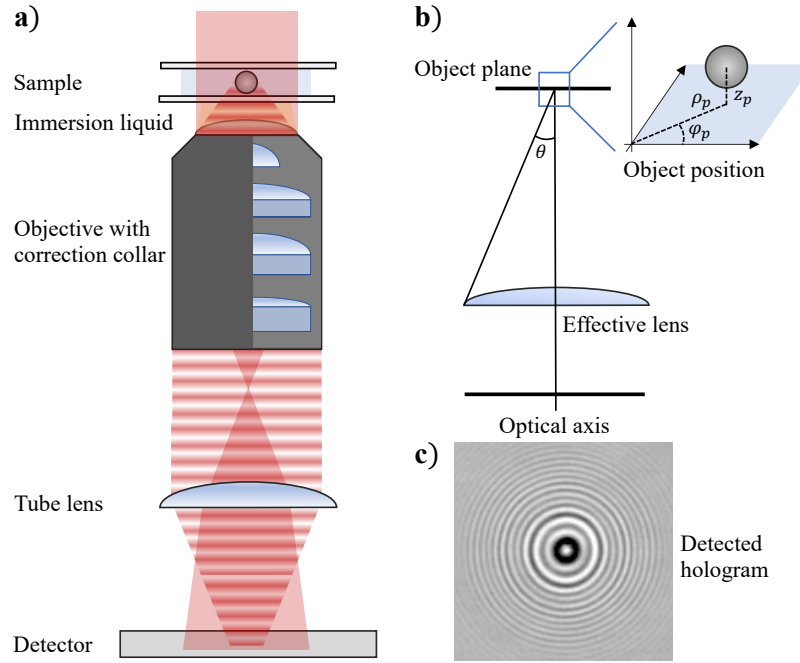 a)
Sample
Immersion liquid
Objective with
correction collar
Tube lens
Detector
b)
Object plane
θ
ρₚ
zₚ
φₚ
Object position
Effective lens
Optical axis
c)
Detected
hologram